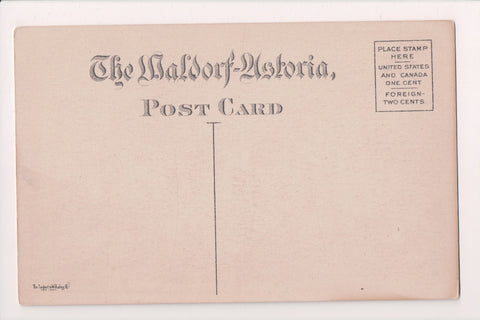 The Waldorf-Astoria,
POST CARD
PLACE STAMP
HERE
UNITED STATES
AND CANADA
ONE CENT
FOREIGN-
TWO CENTS.